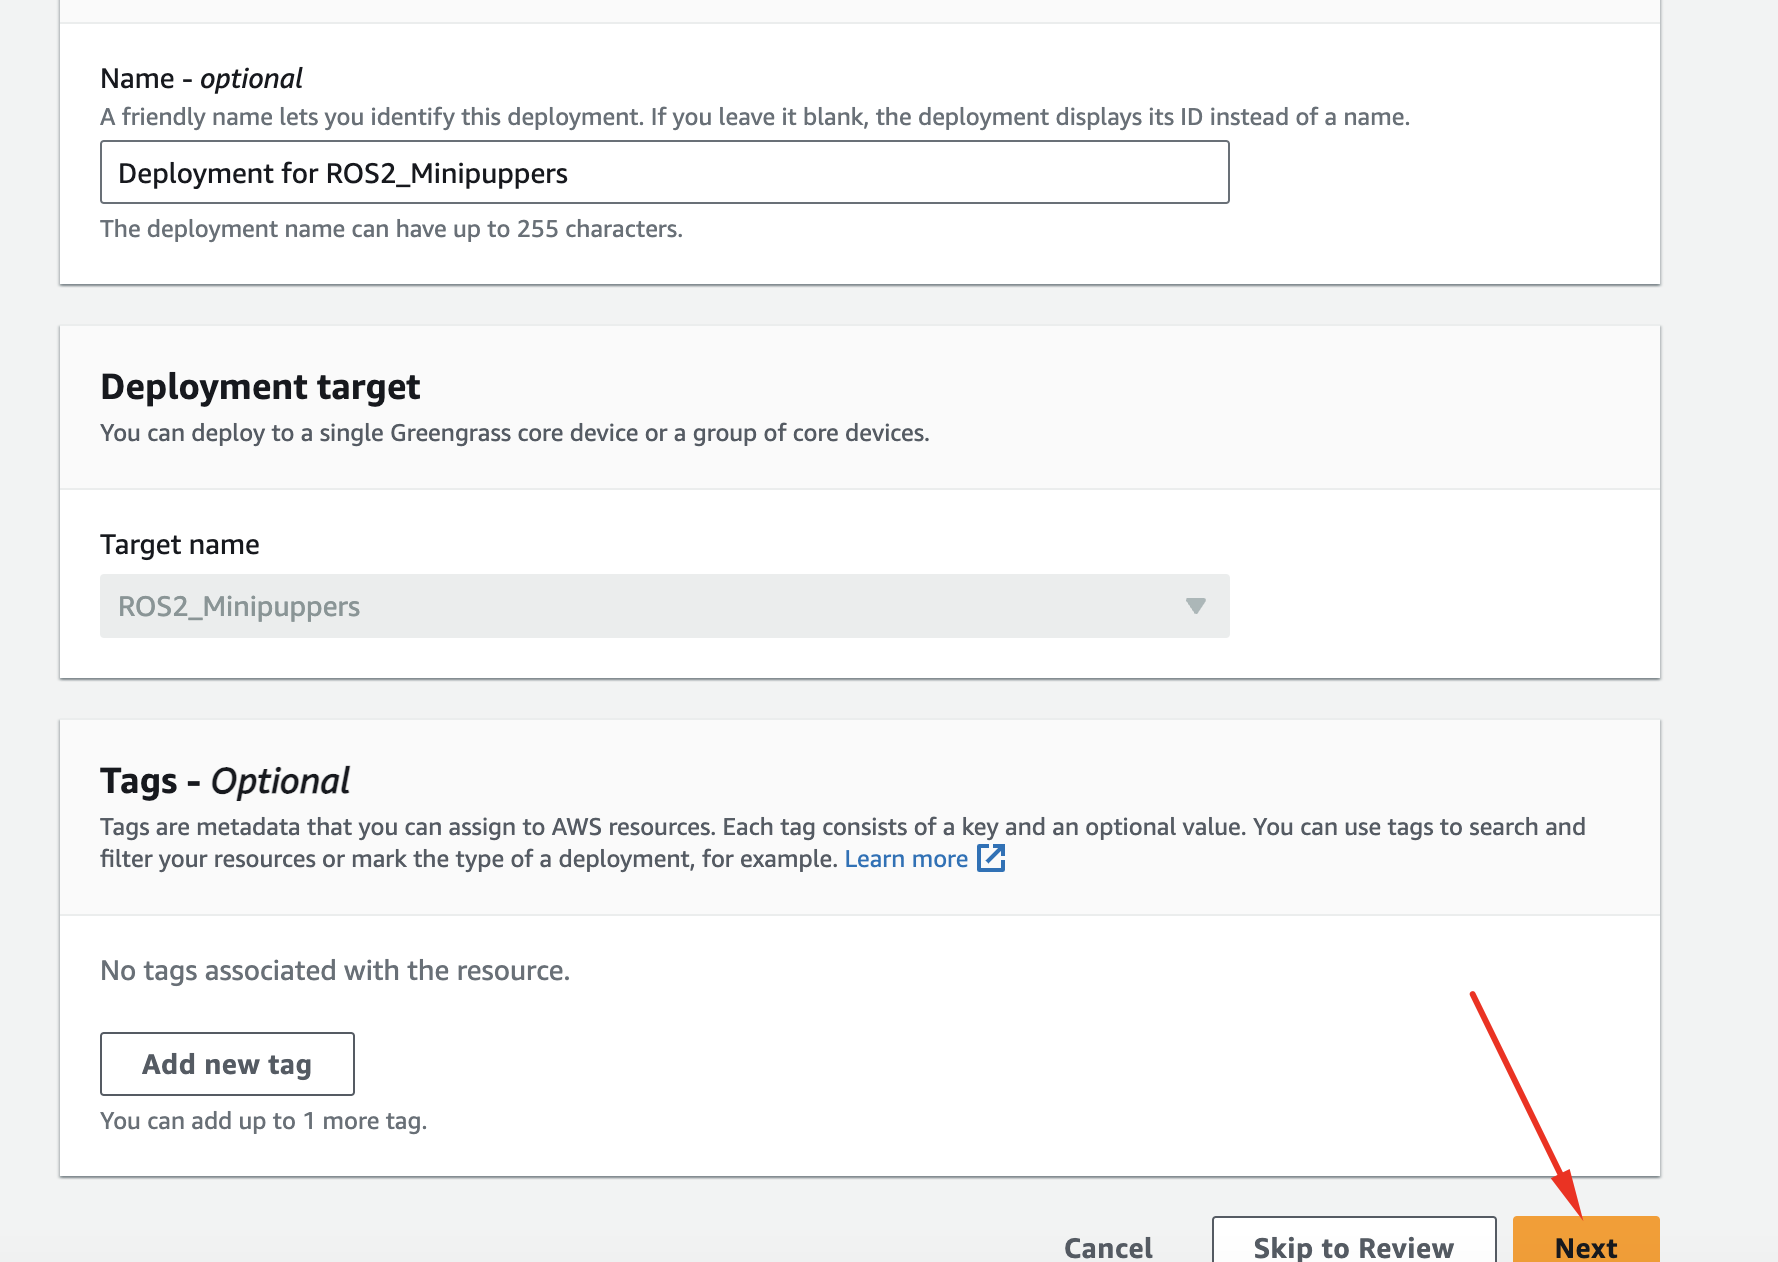 Name - optional
A friendly name lets you identify this deployment. If you leave it blank, the deployment displays its ID instead of a name.
Deployment for ROS2_Minipuppers
The deployment name can have up to 255 characters.
Deployment target
You can deploy to a single Greengrass core device or a group of core devices.
Target name
ROS2_Minipuppers
Tags - Optional
Tags are metadata that you can assign to AWS resources. Each tag consists of a key and an optional value. You can use tags to search and
filter your resources or mark the type of a deployment, for example. Learn more
No tags associated with the resource.
Add new tag
You can add up to 1 more tag.
Cancel Skip to Review Next